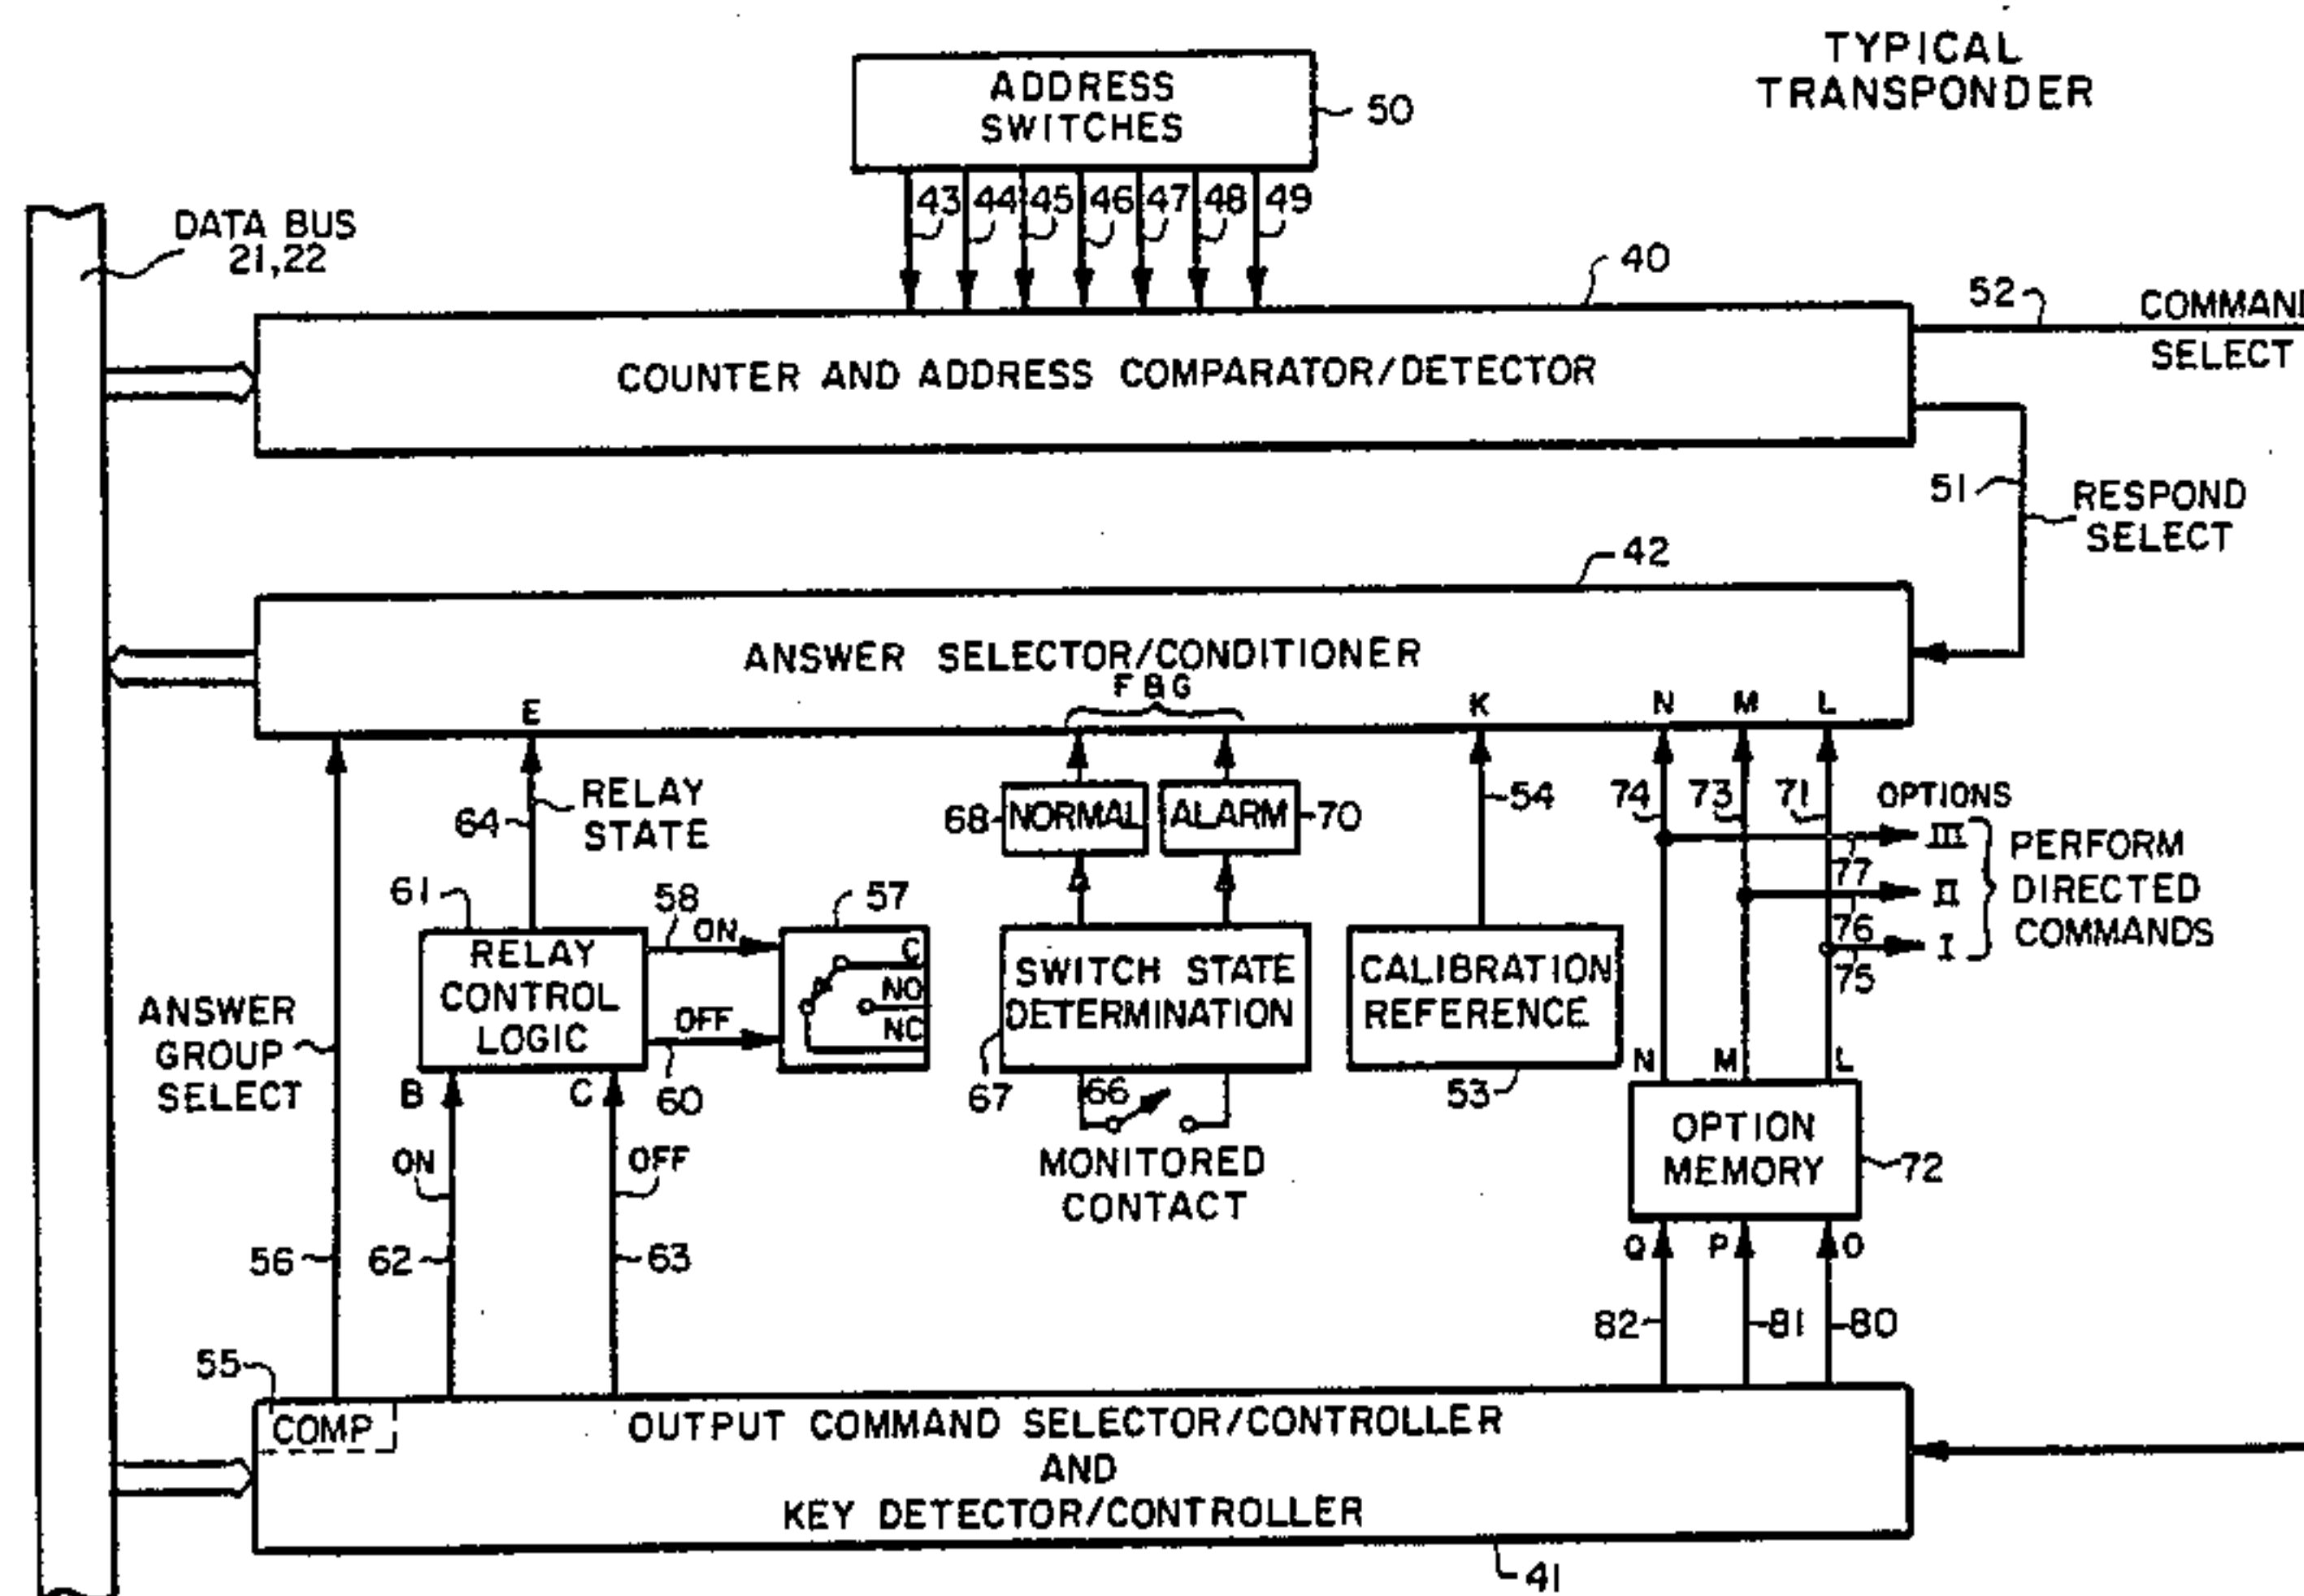 TYPICAL
TRANSPONDER
ADDRESS
SWITCHES
50
43 44 45 46 47 48 49
DATA BUS
21,22
40
52
COMMAND
SELECT
COUNTER AND ADDRESS COMPARATOR/DETECTOR
51
RESPOND
SELECT
42
ANSWER SELECTOR/CONDITIONER
E
F B G
K
N M L
RELAY
STATE
64
68 NORMAL
ALARM 70
54
74 73 71
OPTIONS
III
77
II
76
I
75
PERFORM
DIRECTED
COMMANDS
61
58
ON
57
RELAY
CONTROL
LOGIC
OFF
60
C
NO
NC
SWITCH STATE
DETERMINATION
67
66
MONITORED
CONTACT
CALIBRATION
REFERENCE
53
N M L
OPTION
MEMORY
72
Q P O
ANSWER
GROUP
SELECT
B C
ON
OFF
56
62
63
82
81
80
55
COMP
OUTPUT COMMAND SELECTOR/CONTROLLER
AND
KEY DETECTOR/CONTROLLER
41